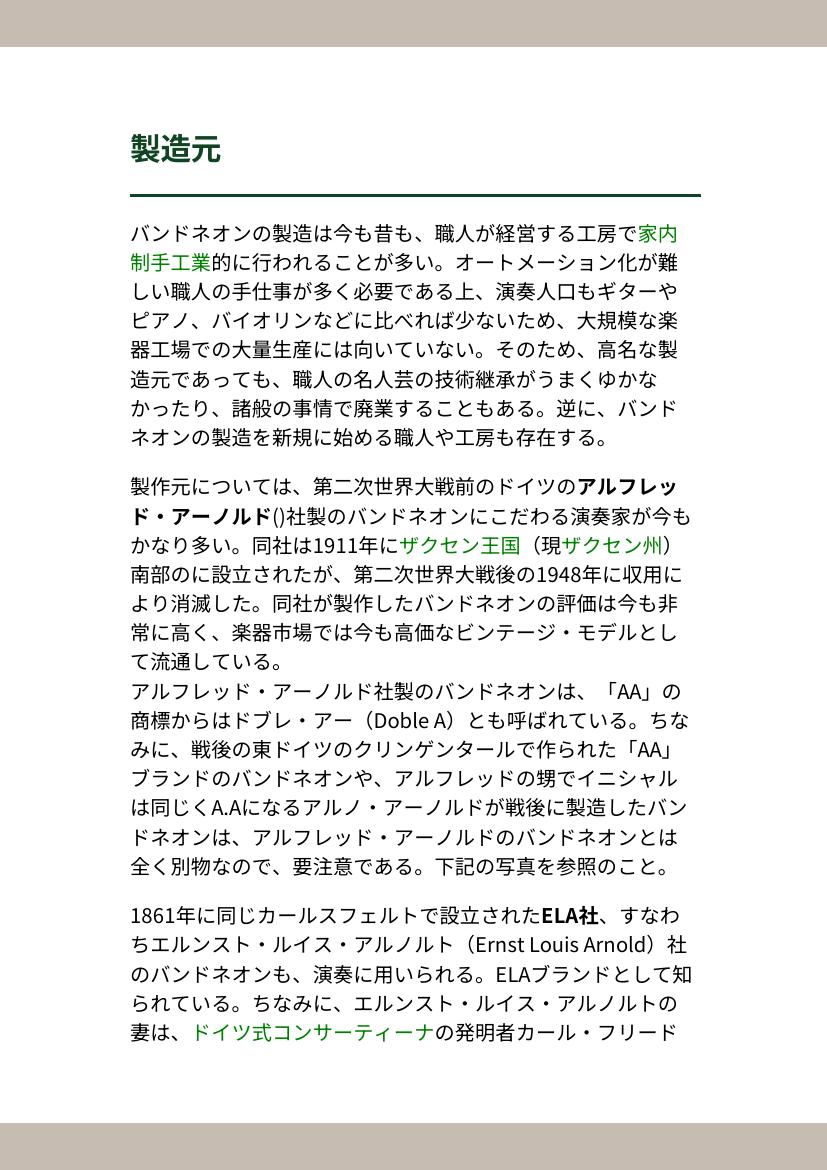 製造元
バンドネオンの製造は今も昔も、職人が経営する工房で家内
制手工業的に行われることが多い。オートメーション化が難
しい職人の手仕事が多く必要である上、演奏人口もギターや
ピアノ、バイオリンなどに比べれば少ないため、大規模な楽
器工場での大量生産には向いていない。そのため、高名な製
造元であっても、職人の名人芸の技術継承がうまくゆかな
かったり、諸般の事情で廃業することもある。逆に、バンド
ネオンの製造を新規に始める職人や工房も存在する。
製作元については、第二次世界大戦前のドイツのアルフレッ
ド・アーノルド()社製のバンドネオンにこだわる演奏家が今も
かなり多い。同社は1911年にザクセン王国（現ザクセン州）
南部のに設立されたが、第二次世界大戦後の1948年に収用に
より消滅した。同社が製作したバンドネオンの評価は今も非
常に高く、楽器市場では今も高価なビンテージ・モデルとし
て流通している。
アルフレッド・アーノルド社製のバンドネオンは、「AA」の
商標からはドブレ・アー（Doble A）とも呼ばれている。ちな
みに、戦後の東ドイツのクリンゲンタールで作られた「AA」
ブランドのバンドネオンや、アルフレッドの甥でイニシャル
は同じくA.Aになるアルノ・アーノルドが戦後に製造したバン
ドネオンは、アルフレッド・アーノルドのバンドネオンとは
全く別物なので、要注意である。下記の写真を参照のこと。
1861年に同じカールスフェルトで設立されたELA社、すなわ
ちエルンスト・ルイス・アルノルト（Ernst Louis Arnold）社
のバンドネオンも、演奏に用いられる。ELAブランドとして知
られている。ちなみに、エルンスト・ルイス・アルノルトの
妻は、ドイツ式コンサーティーナの発明者カール・フリード